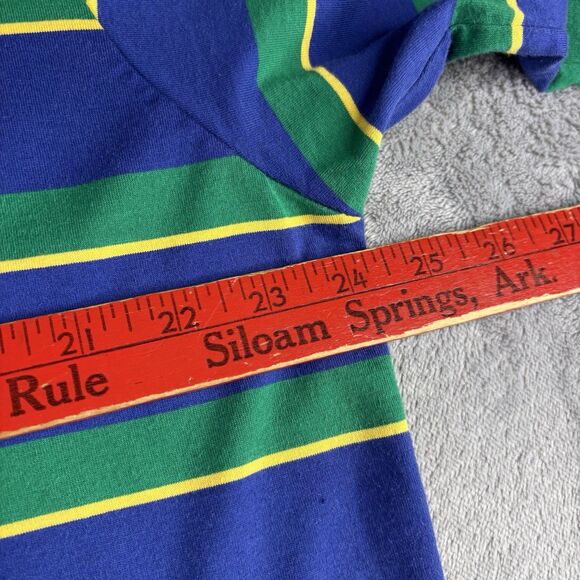 21 22 23 24 25 26 27
Rule Siloam Springs, Ark.